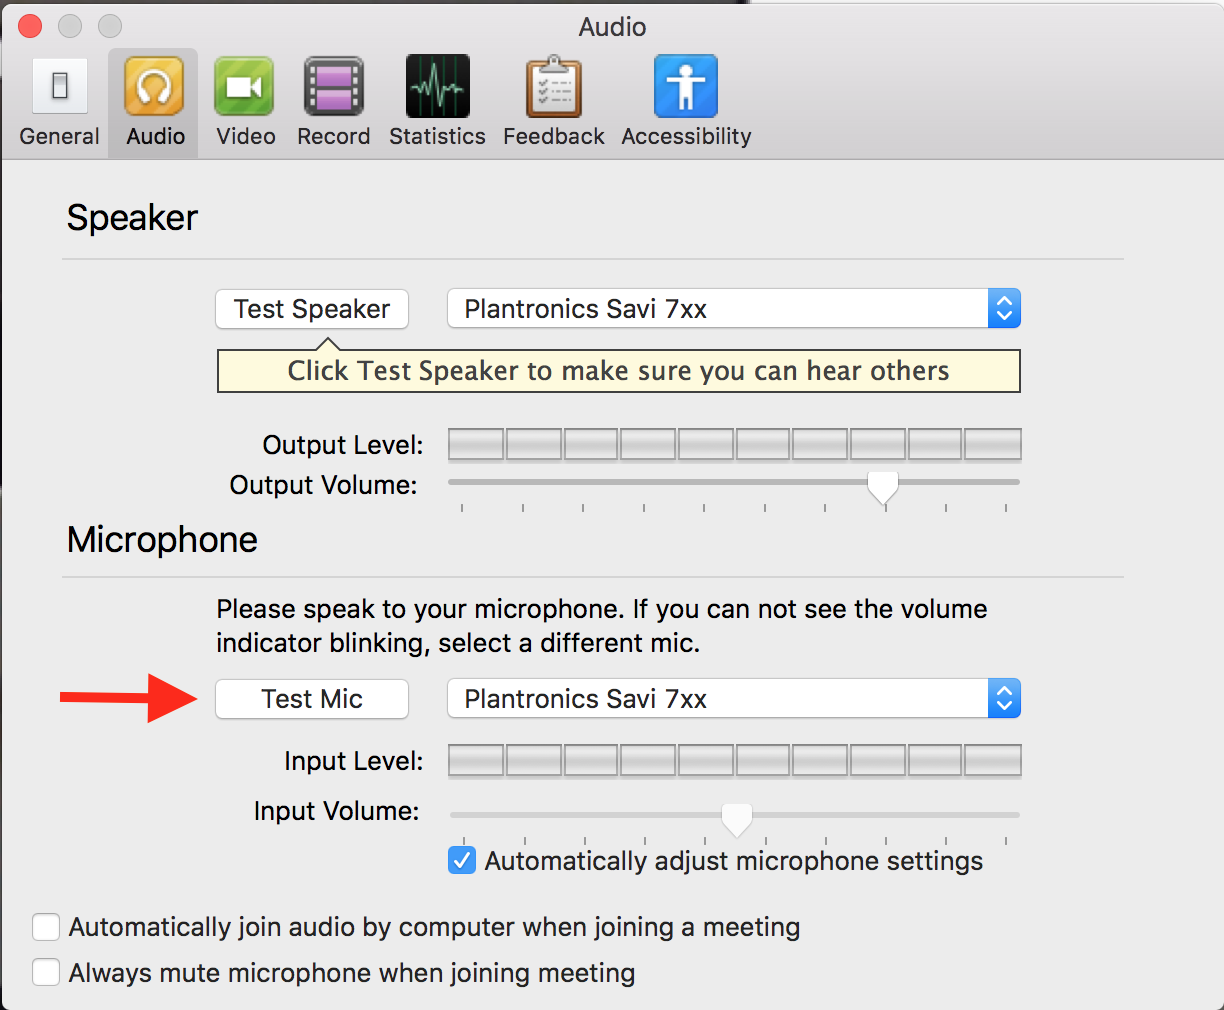 Audio
General Audio Video Record Statistics Feedback Accessibility
Speaker
Test Speaker Plantronics Savi 7xx
Click Test Speaker to make sure you can hear others
Output Level:
Output Volume:
Microphone
Please speak to your microphone. If you can not see the volume
indicator blinking, select a different mic.
Test Mic Plantronics Savi 7xx
Input Level:
Input Volume:
Automatically adjust microphone settings
Automatically join audio by computer when joining a meeting
Always mute microphone when joining meeting